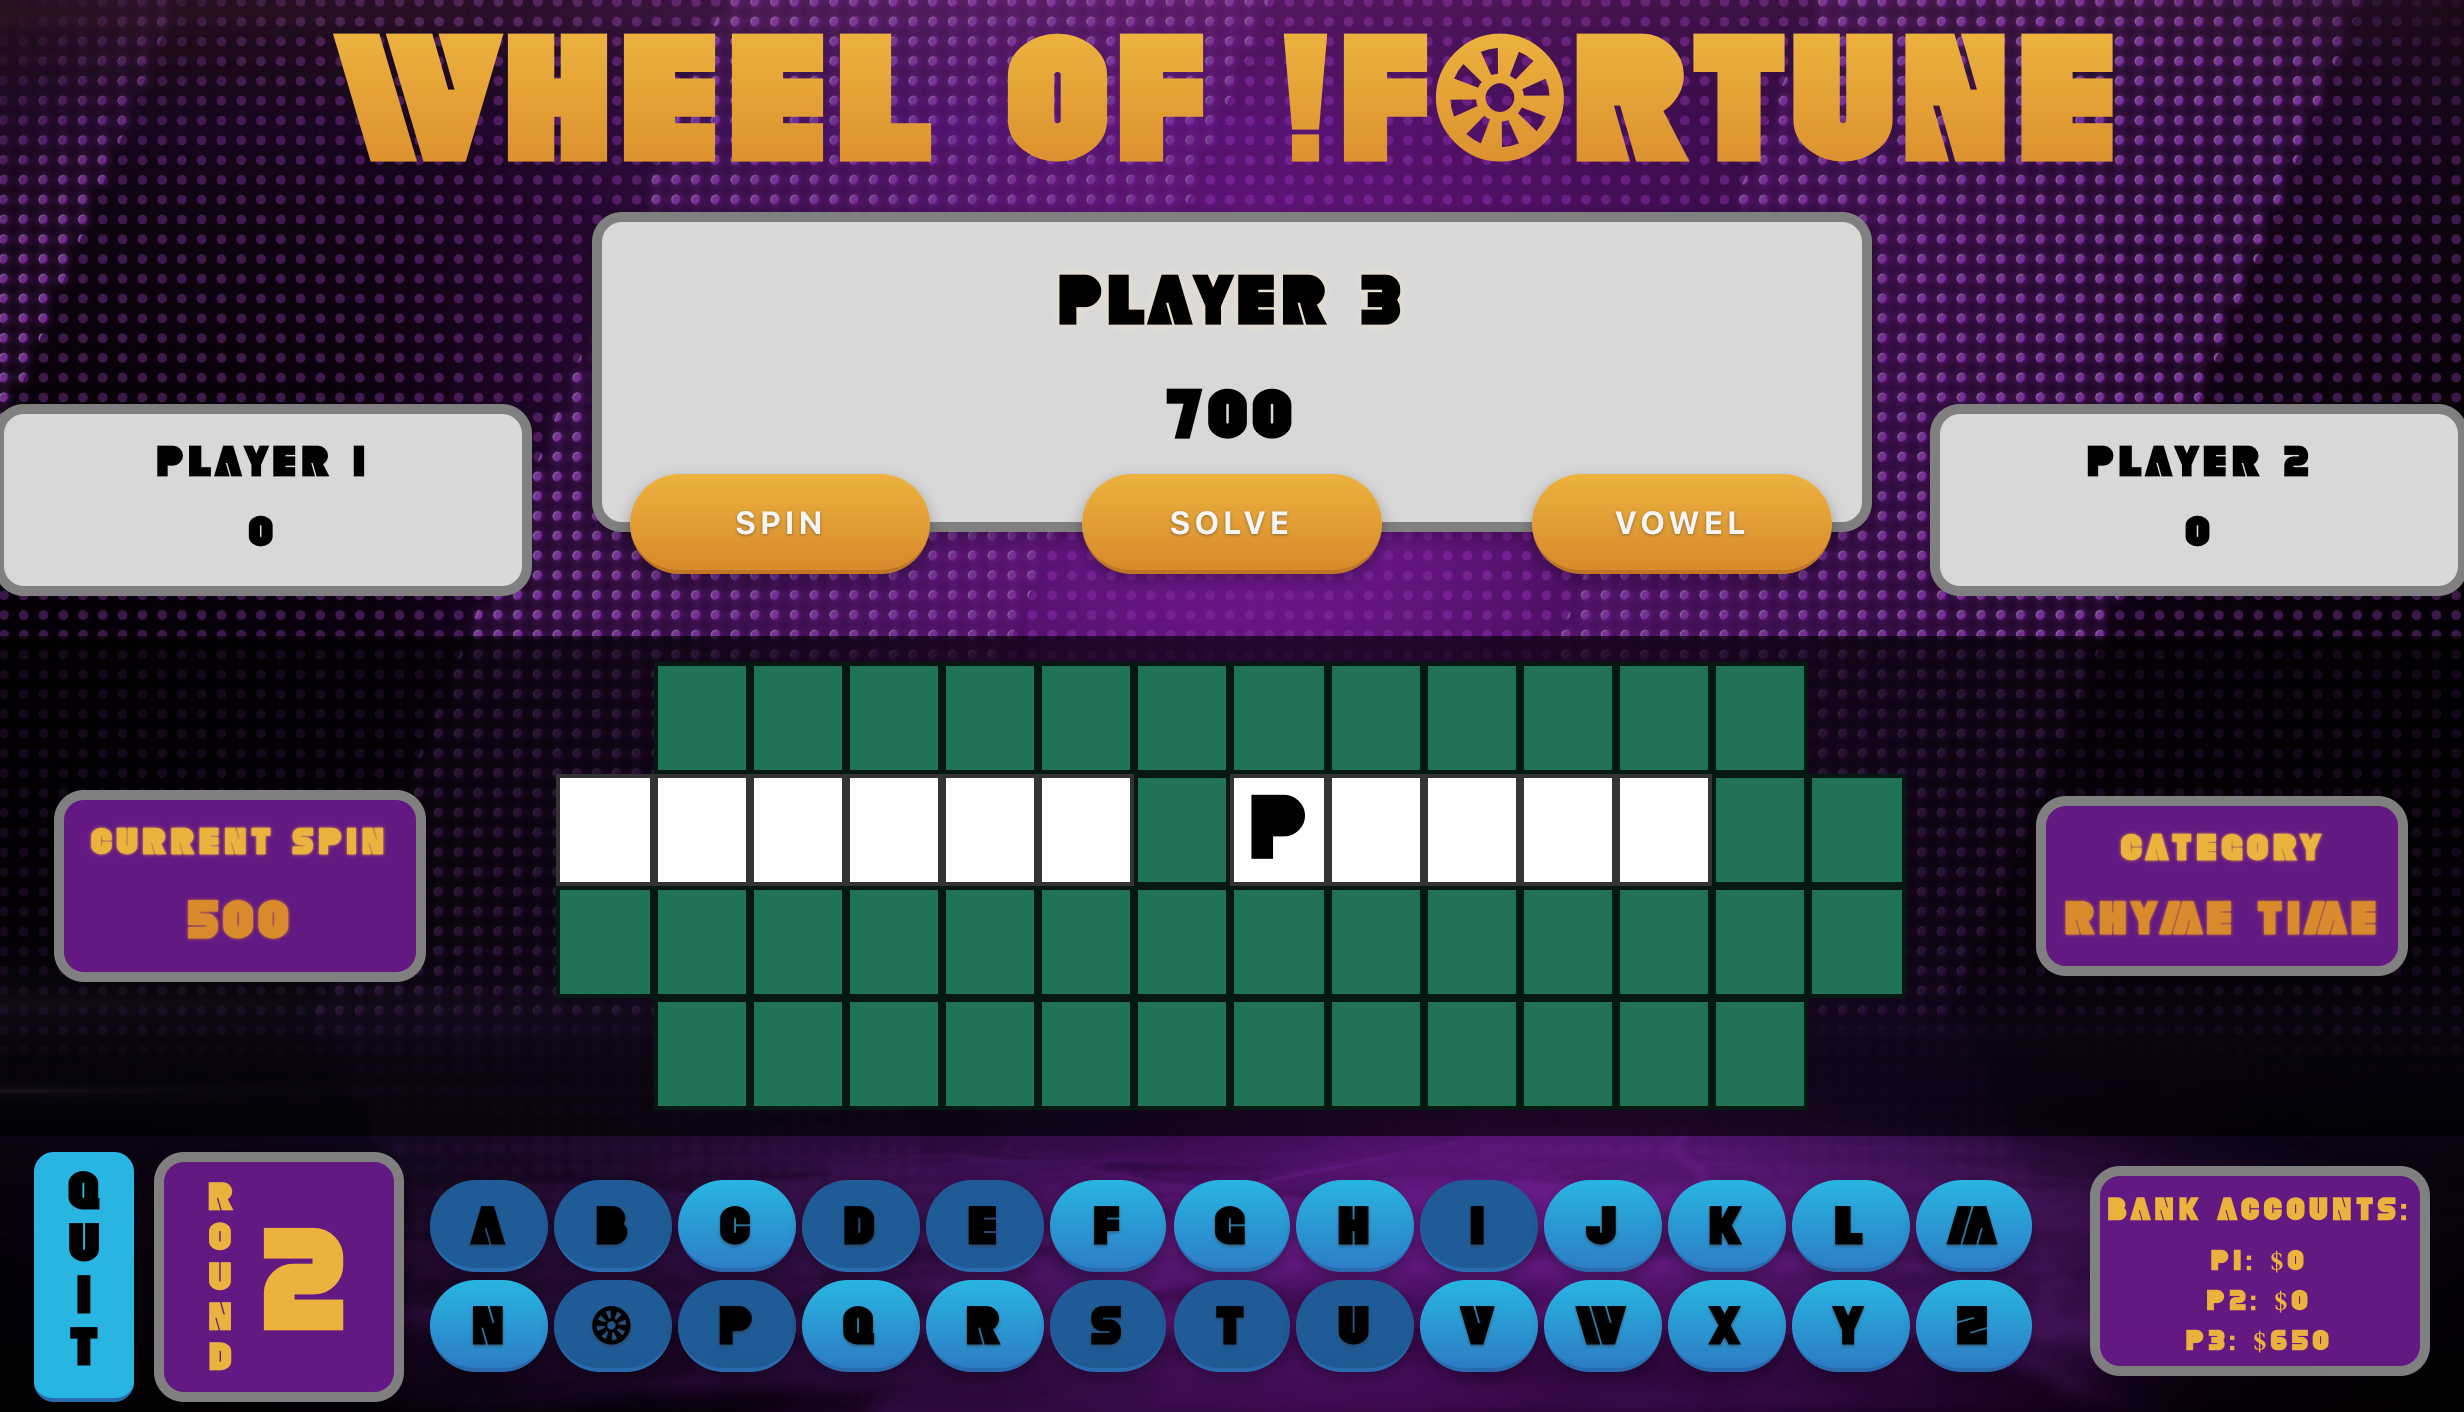 WHEEL OF !FORTUNE
PLAYER 3
700
PLAYER 1
0
PLAYER 2
0
SPIN
SOLVE
VOWEL
P
CURRENT SPIN
500
CATEGORY
RHYME TIME
QUIT
ROUND
2
A B C D E F G H I J K L M
N O P Q R S T U V W X Y Z
BANK ACCOUNTS:
P1: $0
P2: $0
P3: $650